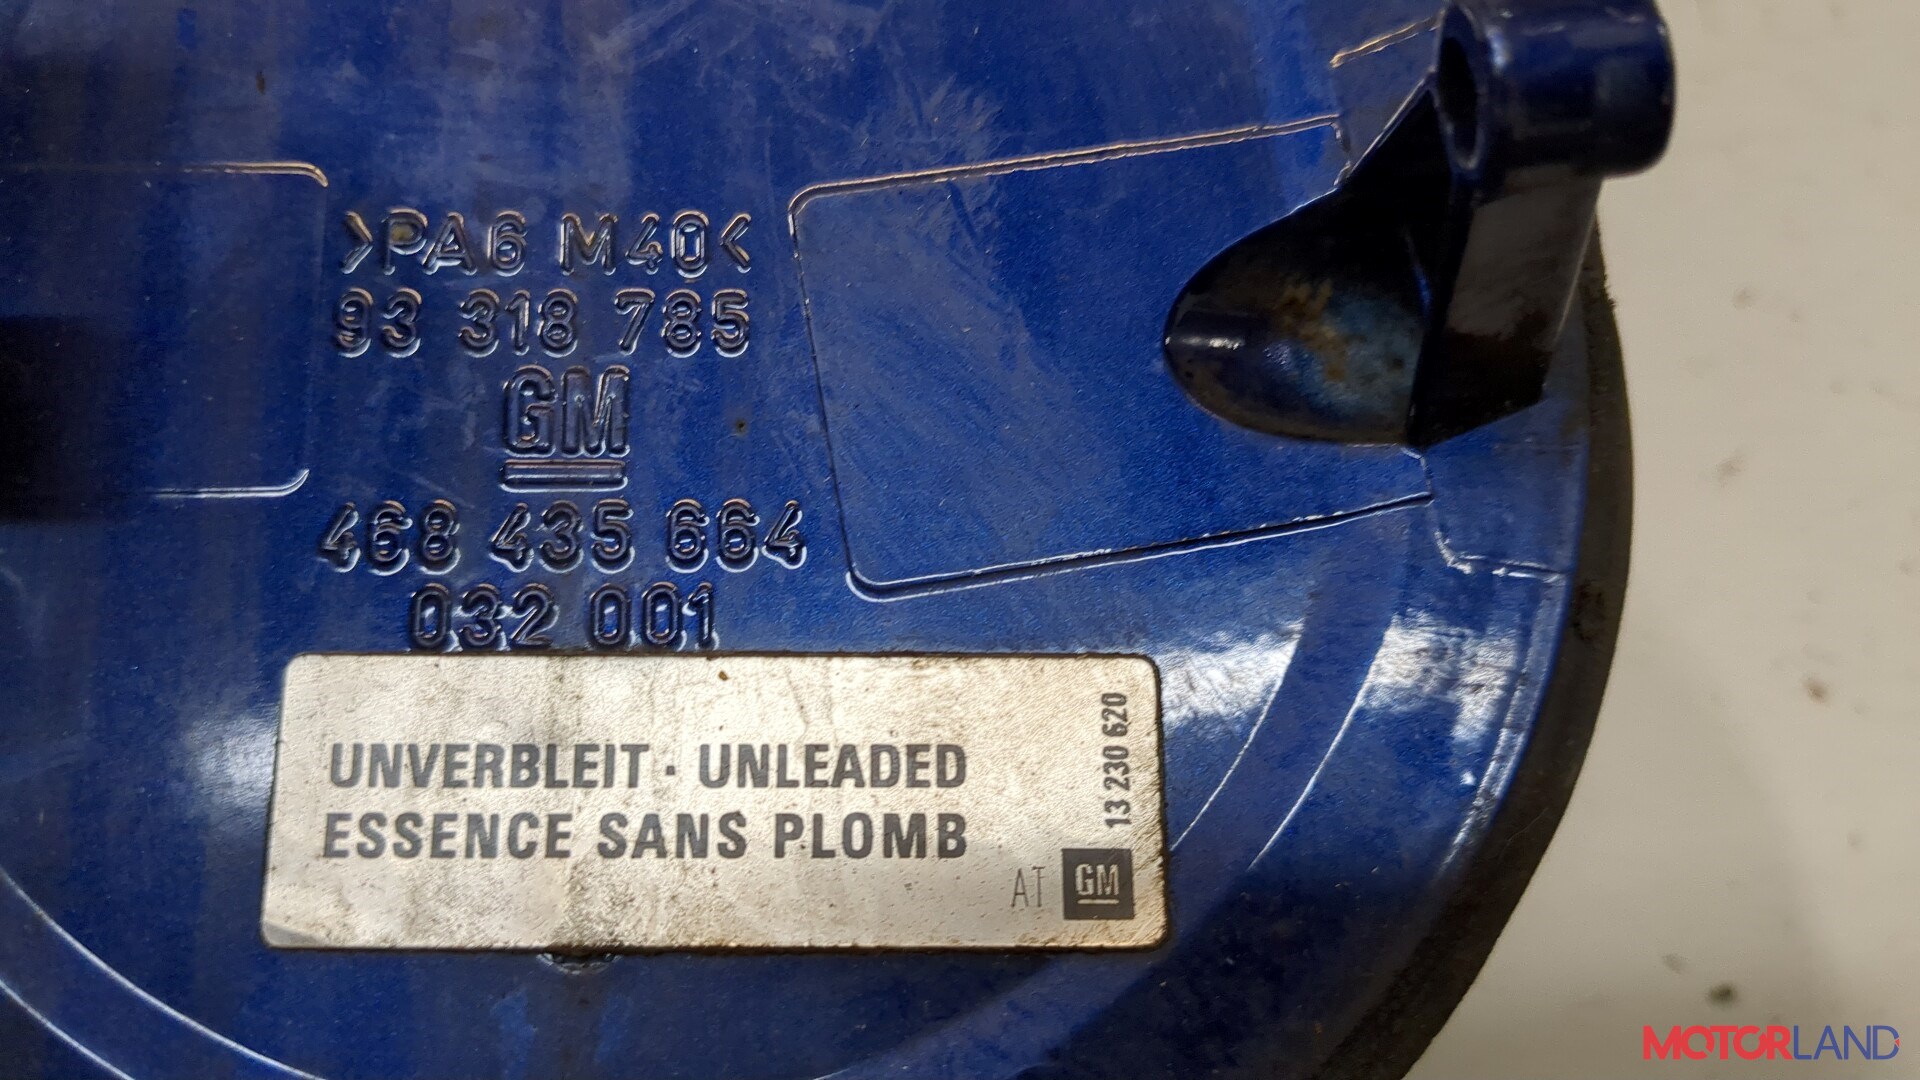 >PA6 M40<
93 318 785
GM
468 435 664
032 001
UNVERBLEIT · UNLEADED
ESSENCE SANS PLOMB
13 230 620
AT GM
MOTORLAND